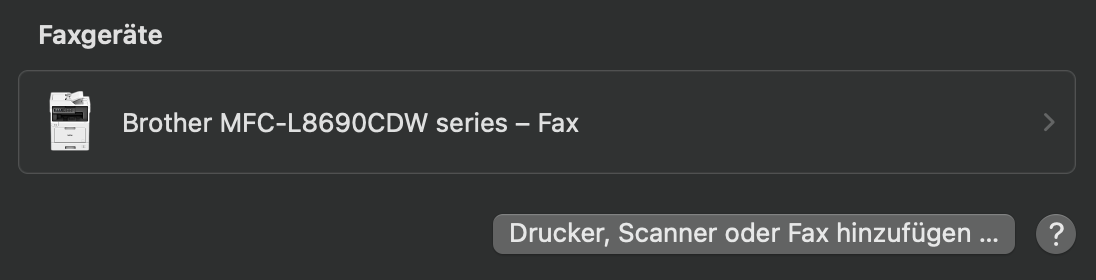 Faxgeräte
Brother MFC-L8690CDW series – Fax
Drucker, Scanner oder Fax hinzufügen ...
?